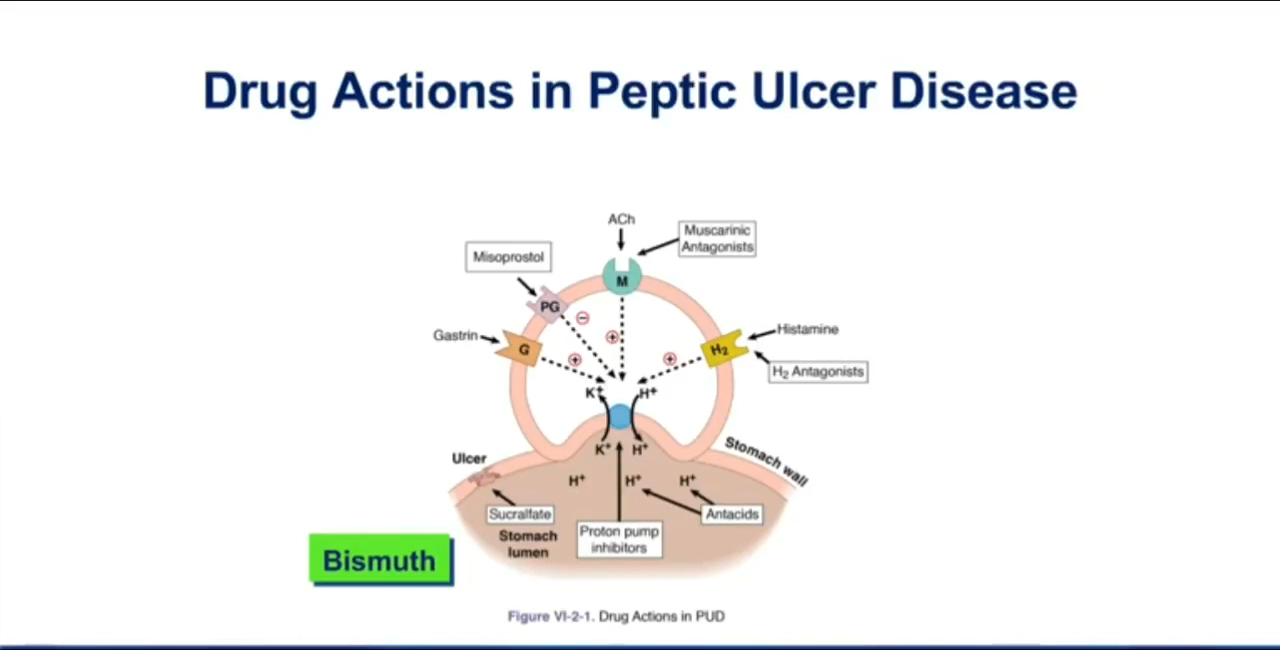 Drug Actions in Peptic Ulcer Disease
ACh
Muscarinic
Antagonists
Misoprostol
M
PG
−
+
Gastrin
G
+
+
H₂
Histamine
H₂ Antagonists
K⁺
H⁺
K⁺
H⁺
Stomach wall
Ulcer
H⁺
H⁺
H⁺
Sucralfate
Antacids
Stomach
lumen
Proton pump
inhibitors
Bismuth
Figure VI-2-1. Drug Actions in PUD